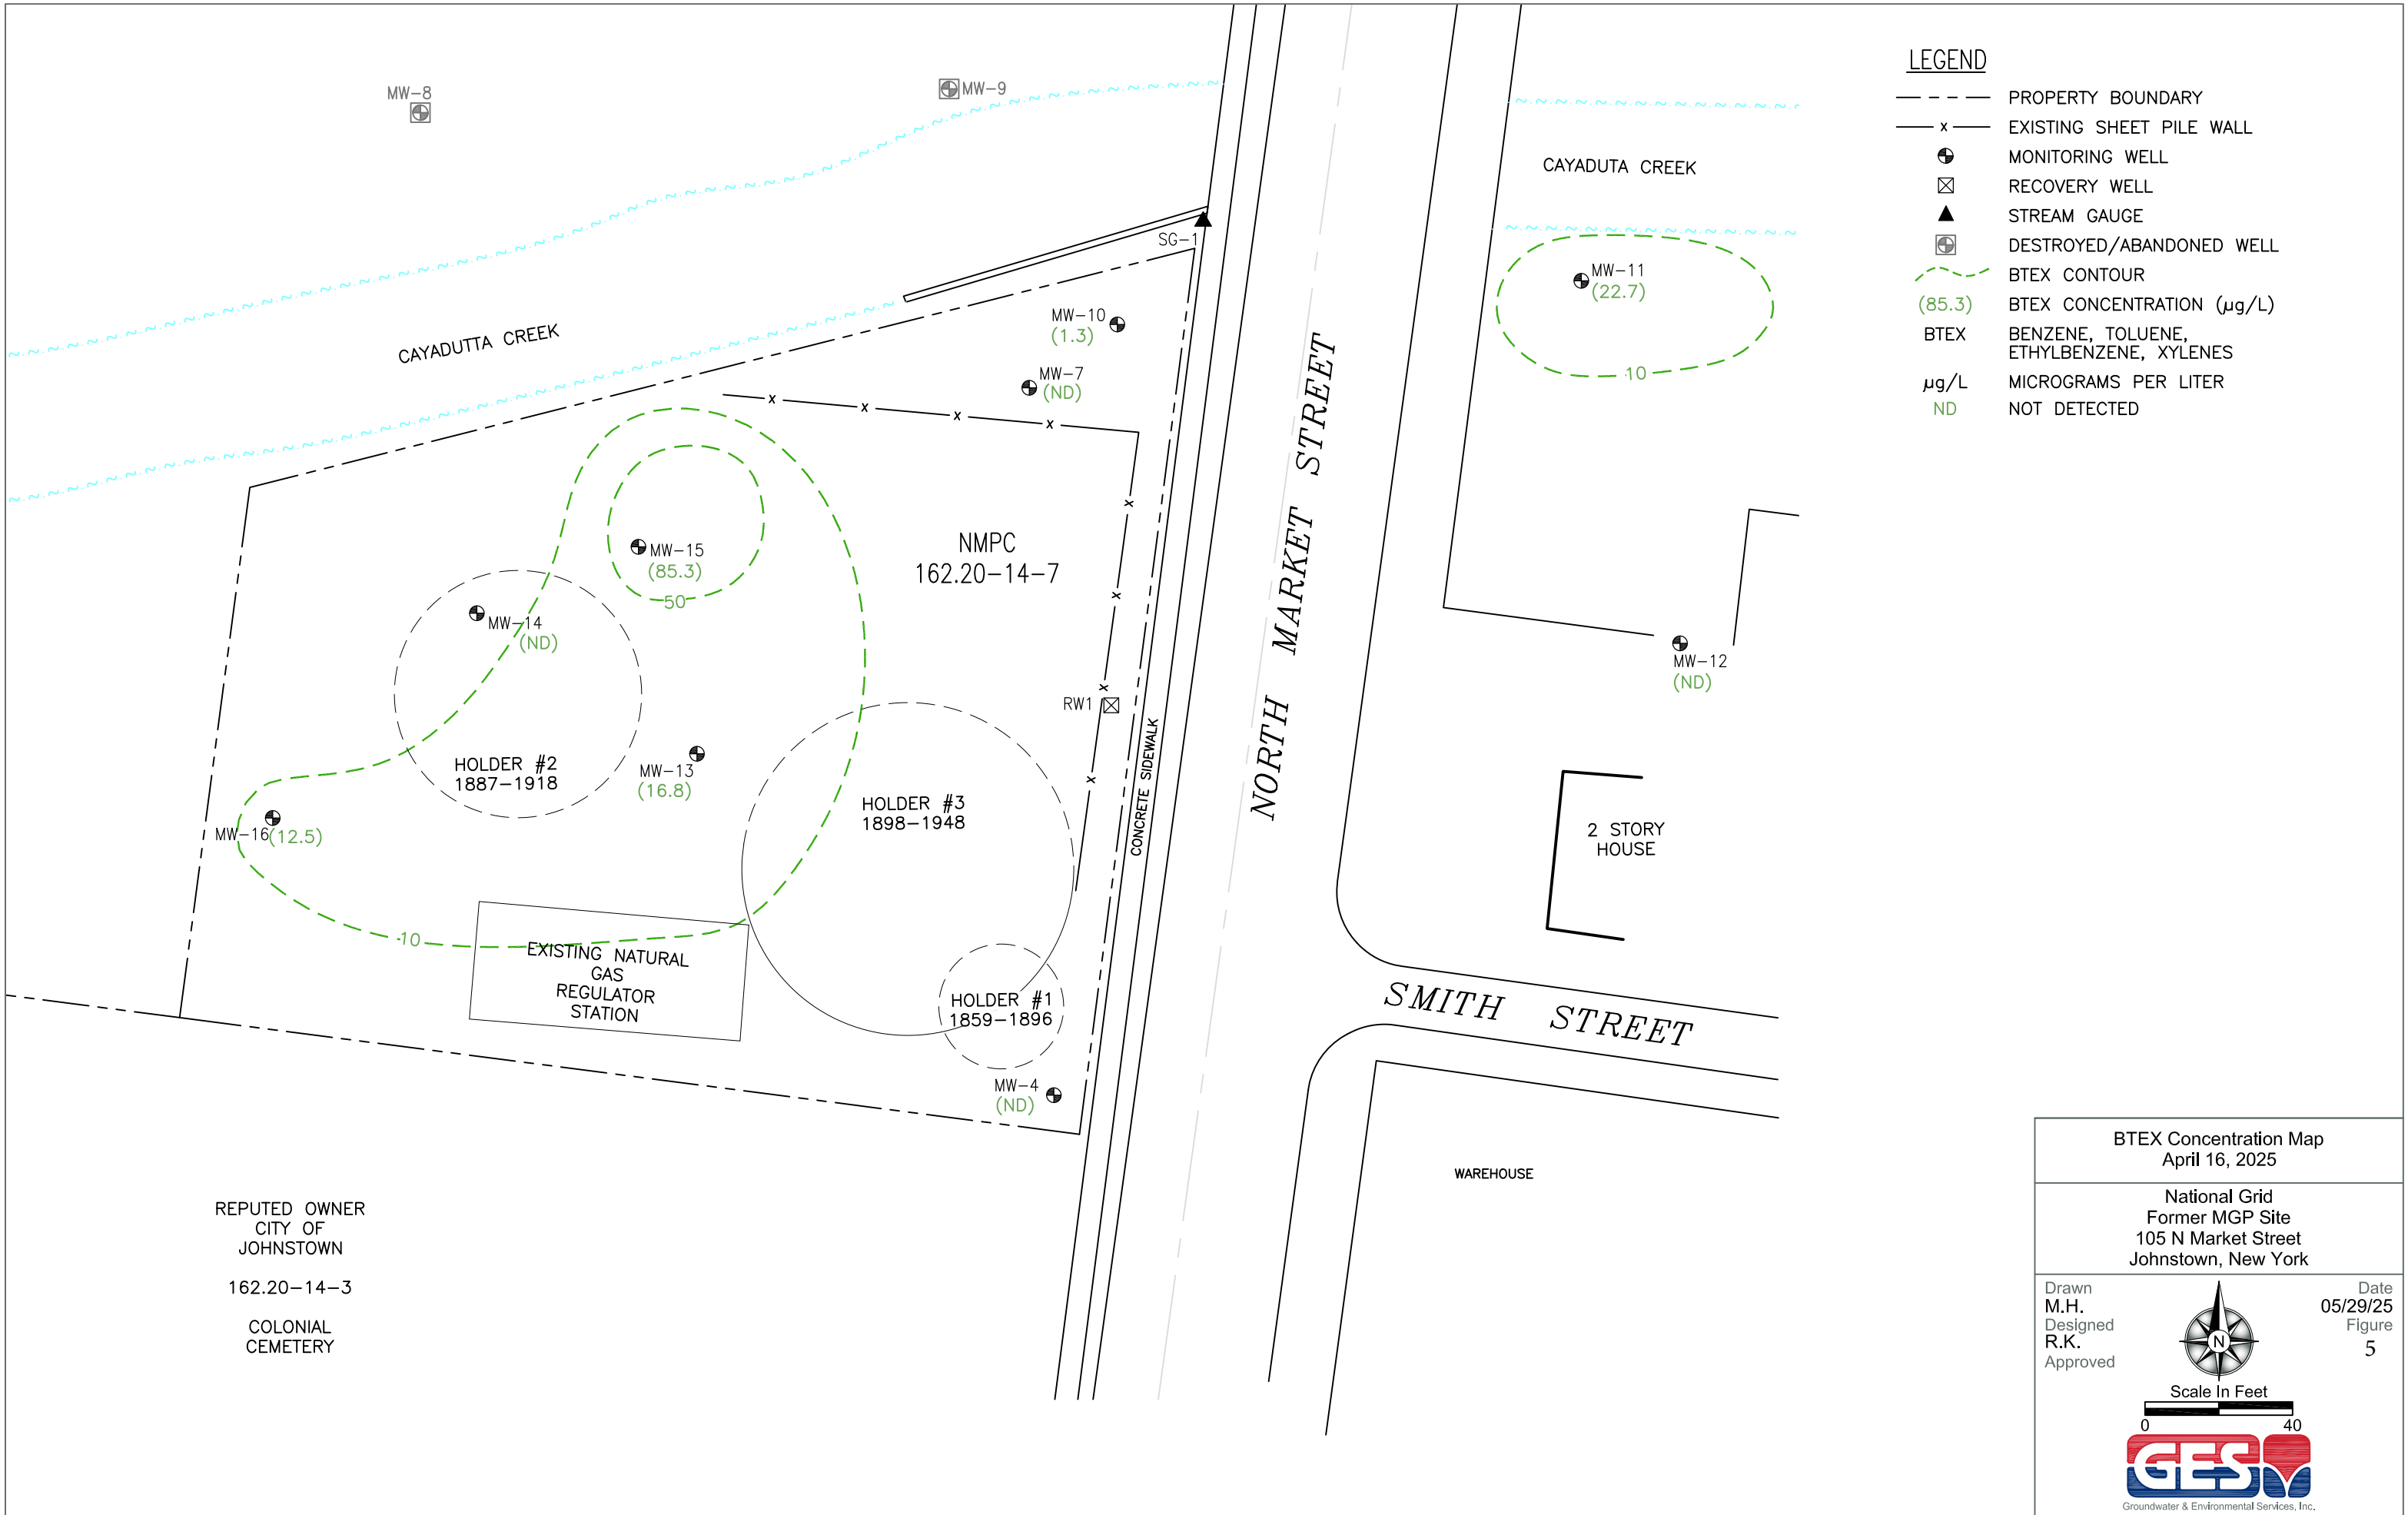 MW-8
MW-9
CAYADUTTA CREEK
SG-1
MW-10
(1.3)
MW-7
(ND)
x x x x
x
x
x
x
CAYADUTA CREEK
MW-11
(22.7)
10
MW-15
(85.3)
50
NMPC
162.20-14-7
MW-14
(ND)
RW1
MW-12
(ND)
HOLDER #2
1887-1918
MW-13
(16.8)
HOLDER #3
1898-1948
MW-16(12.5)
10
EXISTING NATURAL
GAS
REGULATOR
STATION
HOLDER #1
1859-1896
MW-4
(ND)
CONCRETE SIDEWALK
NORTH MARKET STREET
2 STORY
HOUSE
SMITH STREET
WAREHOUSE
REPUTED OWNER
CITY OF
JOHNSTOWN
162.20-14-3
COLONIAL
CEMETERY
LEGEND
PROPERTY BOUNDARY
x EXISTING SHEET PILE WALL
MONITORING WELL
RECOVERY WELL
STREAM GAUGE
DESTROYED/ABANDONED WELL
BTEX CONTOUR
(85.3) BTEX CONCENTRATION (µg/L)
BTEX BENZENE, TOLUENE,
ETHYLBENZENE, XYLENES
µg/L MICROGRAMS PER LITER
ND NOT DETECTED
BTEX Concentration Map
April 16, 2025
National Grid
Former MGP Site
105 N Market Street
Johnstown, New York
Drawn
M.H.
Designed
R.K.
Approved
N
Date
05/29/25
Figure
5
Scale In Feet
0 40
GES
Groundwater & Environmental Services, Inc.